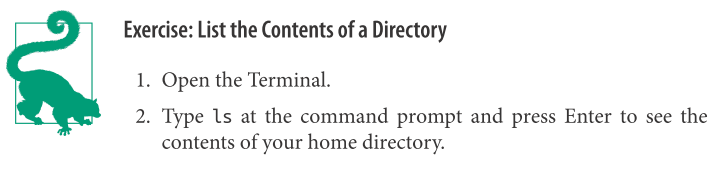 Exercise: List the Contents of a Directory
1. Open the Terminal.
2. Type ls at the command prompt and press Enter to see the
contents of your home directory.